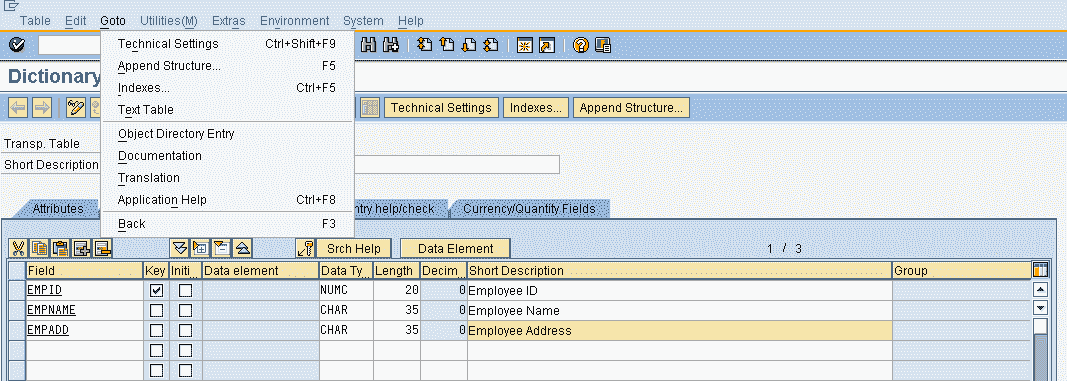 Table Edit Goto Utilities(M) Extras Environment System Help
Technical Settings Ctrl+Shift+F9
Append Structure... F5
Indexes... Ctrl+F5
Text Table
Object Directory Entry
Documentation
Translation
Application Help Ctrl+F8
Back F3
Dictionary
Technical Settings Indexes... Append Structure...
Transp. Table
Short Description
Attributes ntry help/check Currency/Quantity Fields
Srch Help Data Element 1 / 3
Field Key Initi... Data element Data Ty... Length Decim... Short Description Group
EMPID NUMC 20 0 Employee ID
EMPNAME CHAR 35 0 Employee Name
EMPADD CHAR 35 0 Employee Address